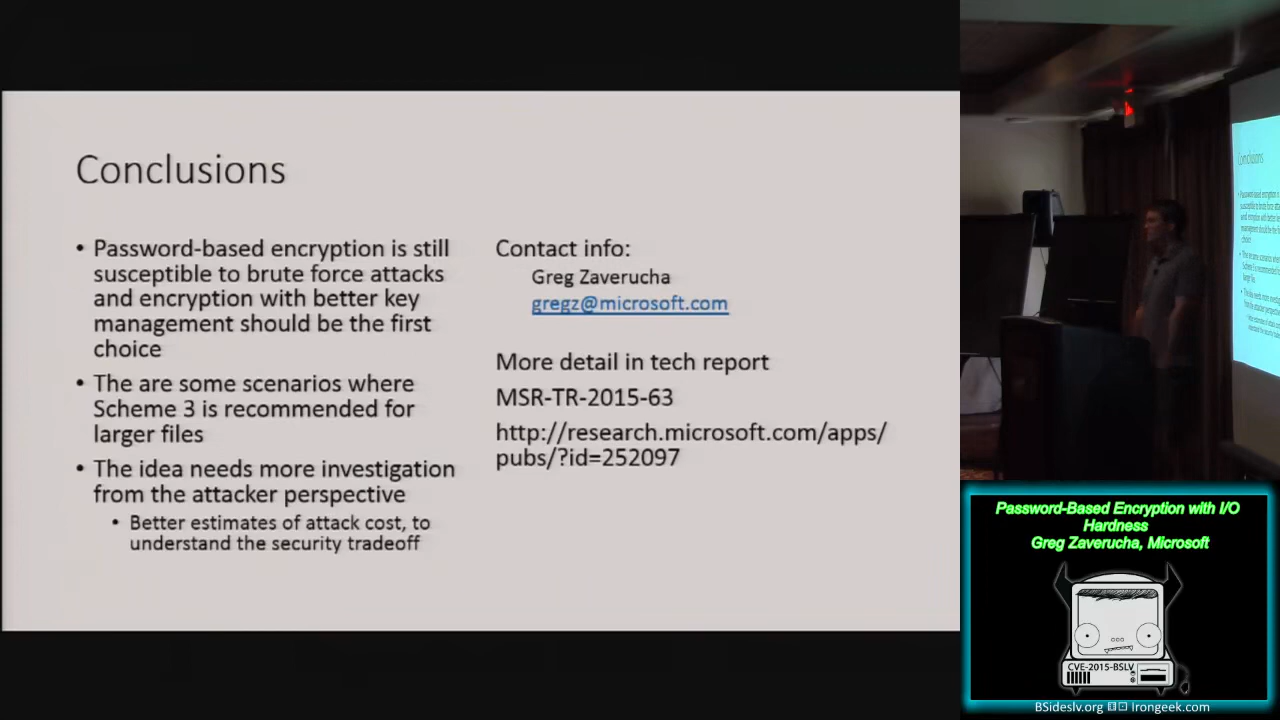 Conclusions
• Password-based encryption is still
susceptible to brute force attacks
and encryption with better key
management should be the first
choice
• The are some scenarios where
Scheme 3 is recommended for
larger files
• The idea needs more investigation
from the attacker perspective
• Better estimates of attack cost, to
understand the security tradeoff
Contact info:
Greg Zaverucha
gregz@microsoft.com
More detail in tech report
MSR-TR-2015-63
http://research.microsoft.com/apps/
pubs/?id=252097
Conclusions
Password-Based Encryption with I/O
Hardness
Greg Zaverucha, Microsoft
CVE-2015-BSLV
BSideslv.org Irongeek.com